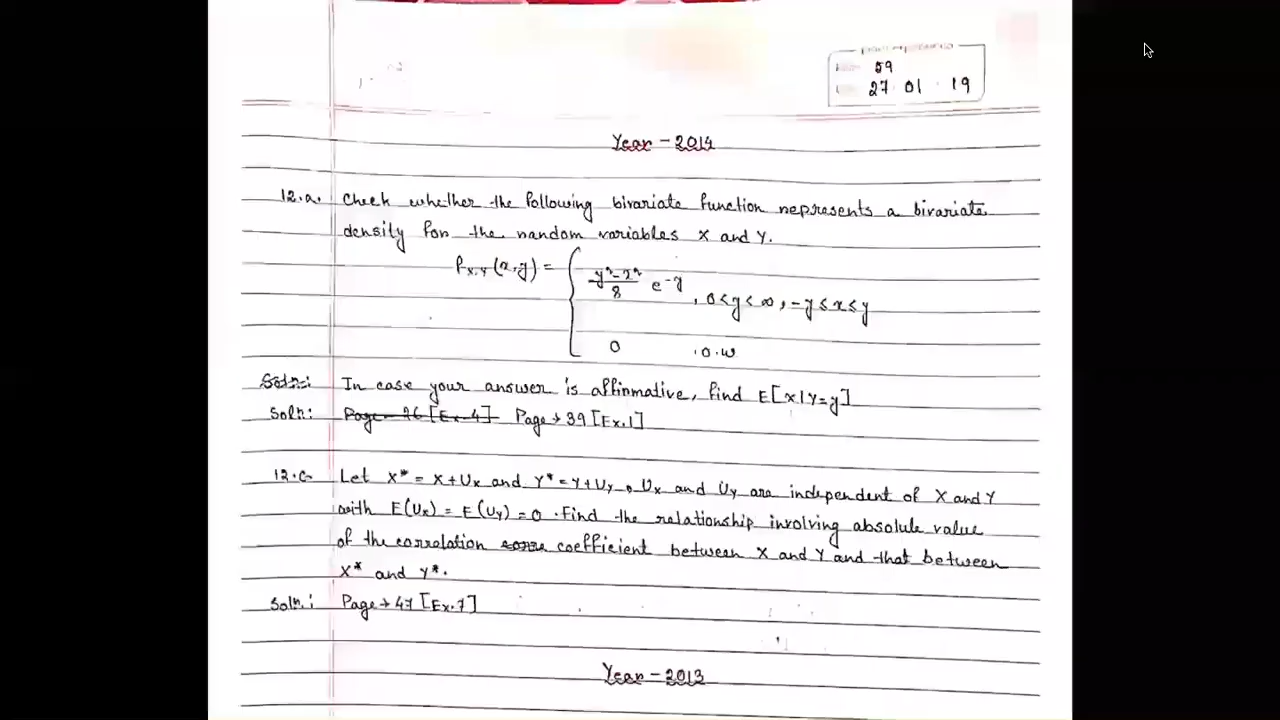 59
27 01 19
Year - 2014
12.a. Check whether the following bivariate function represents a bivariate
density for the random variables X and Y.
P_{X,Y}(x,y) = { \frac{y²-x²}{8} e^{-y} , 0<y<∞, -y≤x≤y
0 , 0.w
Soln: In case your answer is affirmative, find E[X|Y=y]
Soln: Page - 26 [Ex.4] Page → 39 [Ex.1]
12.c. Let X* = X+Ux and Y* = Y+Uy, Ux and Uy are independent of X and Y
with E(Ux) = E(Uy) = 0. Find the relationship involving absolute value
of the correlation coefficient between X and Y and that between
X* and Y*.
Soln: Page → 47 [Ex.7]
Year - 2013